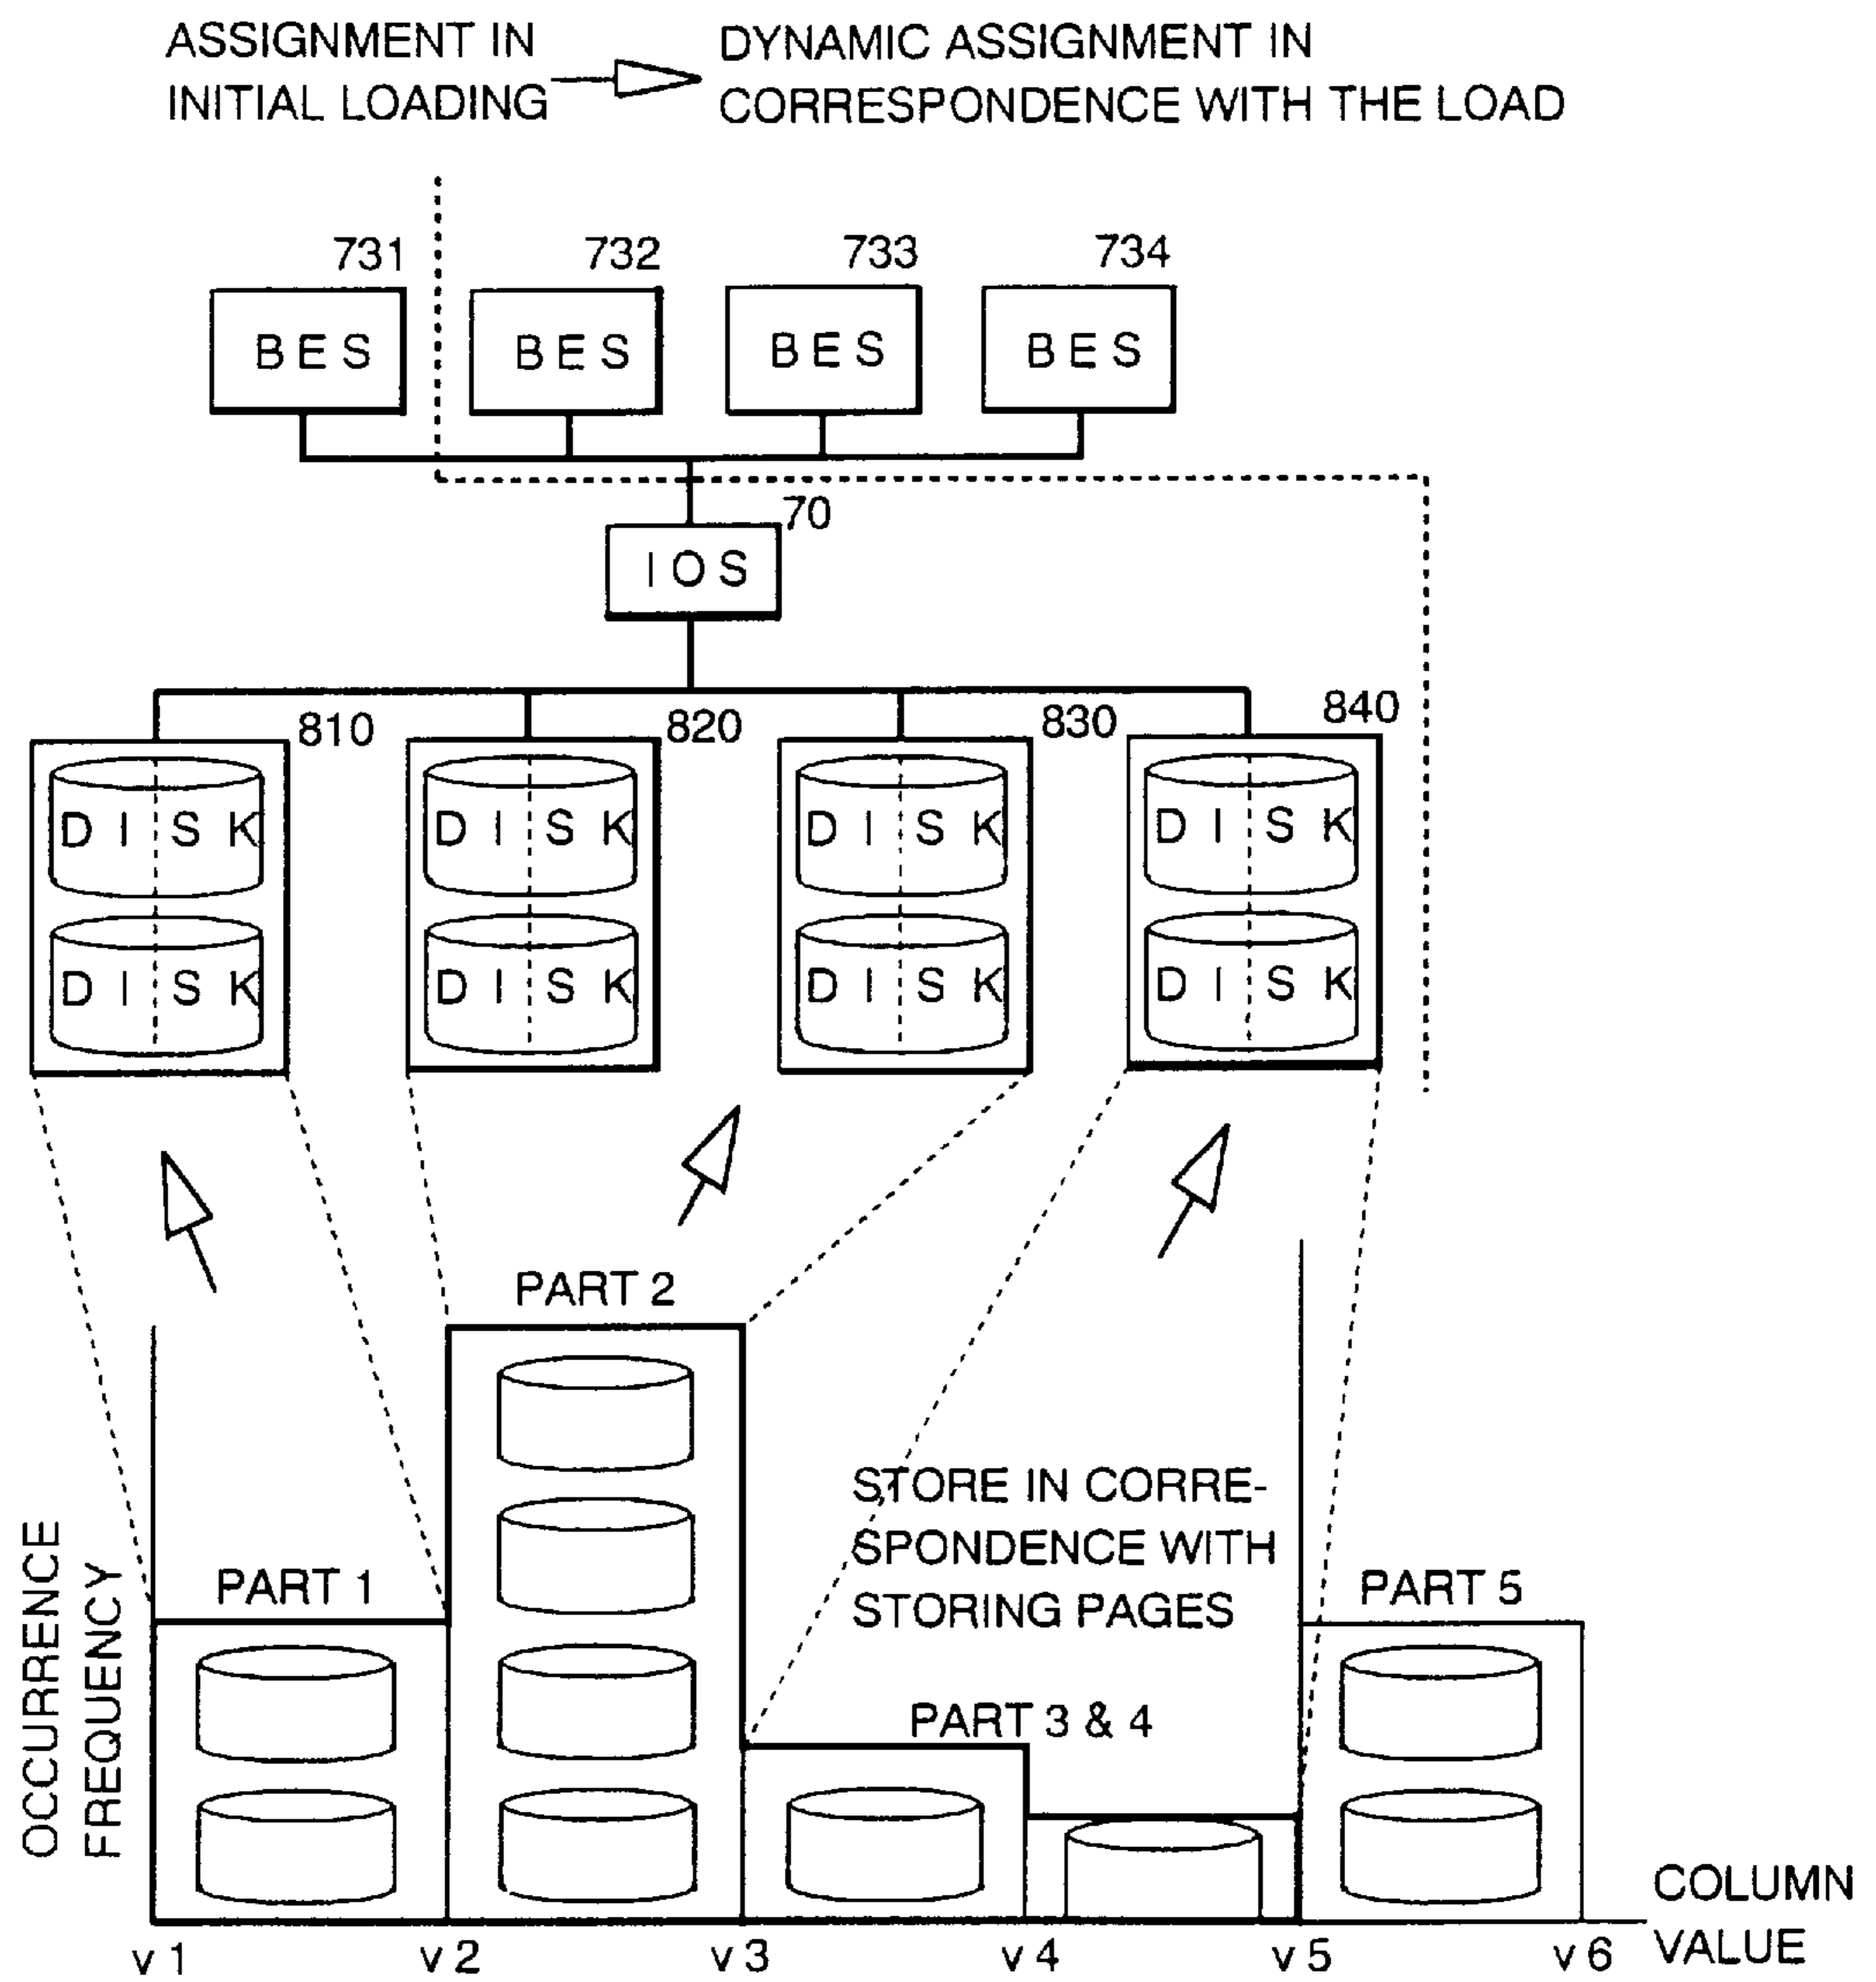 ASSIGNMENT IN
INITIAL LOADING
DYNAMIC ASSIGNMENT IN
CORRESPONDENCE WITH THE LOAD
731
732
733
734
BES
BES
BES
BES
70
IOS
810
820
830
840
DISK
DISK
DISK
DISK
DISK
DISK
DISK
DISK
PART 2
STORE IN CORRE-
SPONDENCE WITH
STORING PAGES
PART 1
PART 5
PART 3 & 4
OCCURRENCE
FREQUENCY
COLUMN
VALUE
v1
v2
v3
v4
v5
v6